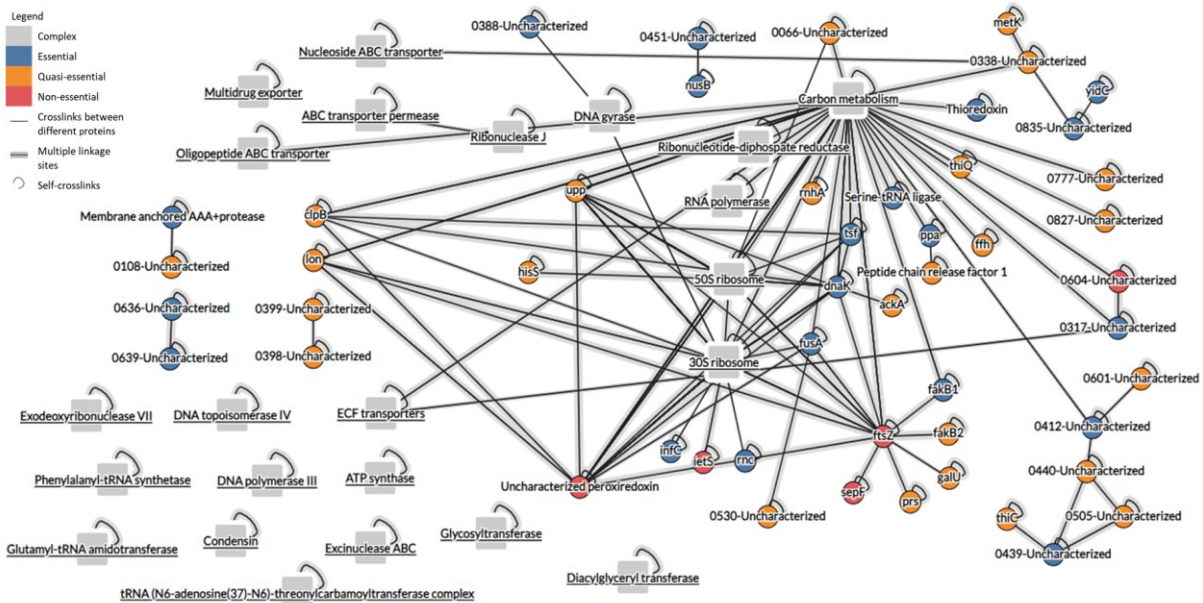 Legend
Complex
Essential
Quasi-essential
Non-essential
Crosslinks between
different proteins
Multiple linkage
sites
Self-crosslinks
0388-Uncharacterized
0451-Uncharacterized
0066-Uncharacterized
metK
Nucleoside ABC transporter
0338-Uncharacterized
nusB
Multidrug exporter
Carbon metabolism
yidC
Thioredoxin
ABC transporter permease
DNA gyrase
0835-Uncharacterized
Ribonuclease J
Oligopeptide ABC transporter
Ribonucleotide-diphospate reductase
thiQ
0777-Uncharacterized
upp
rnhA
Serine-tRNA ligase
RNA polymerase
Membrane anchored AAA+protease
clpB
0827-Uncharacterized
tsf
ppa
ffh
lon
0108-Uncharacterized
hisS
50S ribosome
Peptide chain release factor 1
0604-Uncharacterized
dnaK
0636-Uncharacterized
0399-Uncharacterized
ackA
0317-Uncharacterized
fusA
0639-Uncharacterized
0398-Uncharacterized
30S ribosome
0601-Uncharacterized
fakB1
Exodeoxyribonuclease VII
DNA topoisomerase IV
ECF transporters
0412-Uncharacterized
ftsZ
fakB2
infC
ietS
rnc
0440-Uncharacterized
Phenylalanyl-tRNA synthetase
DNA polymerase III
ATP synthase
Uncharacterized peroxiredoxin
galU
sepF
prs
0530-Uncharacterized
thiC
0505-Uncharacterized
Glutamyl-tRNA amidotransferase
Condensin
Excinuclease ABC
Glycosyltransferase
0439-Uncharacterized
Diacylglyceryl transferase
tRNA (N6-adenosine(37)-N6)-threonylcarbamoyltransferase complex